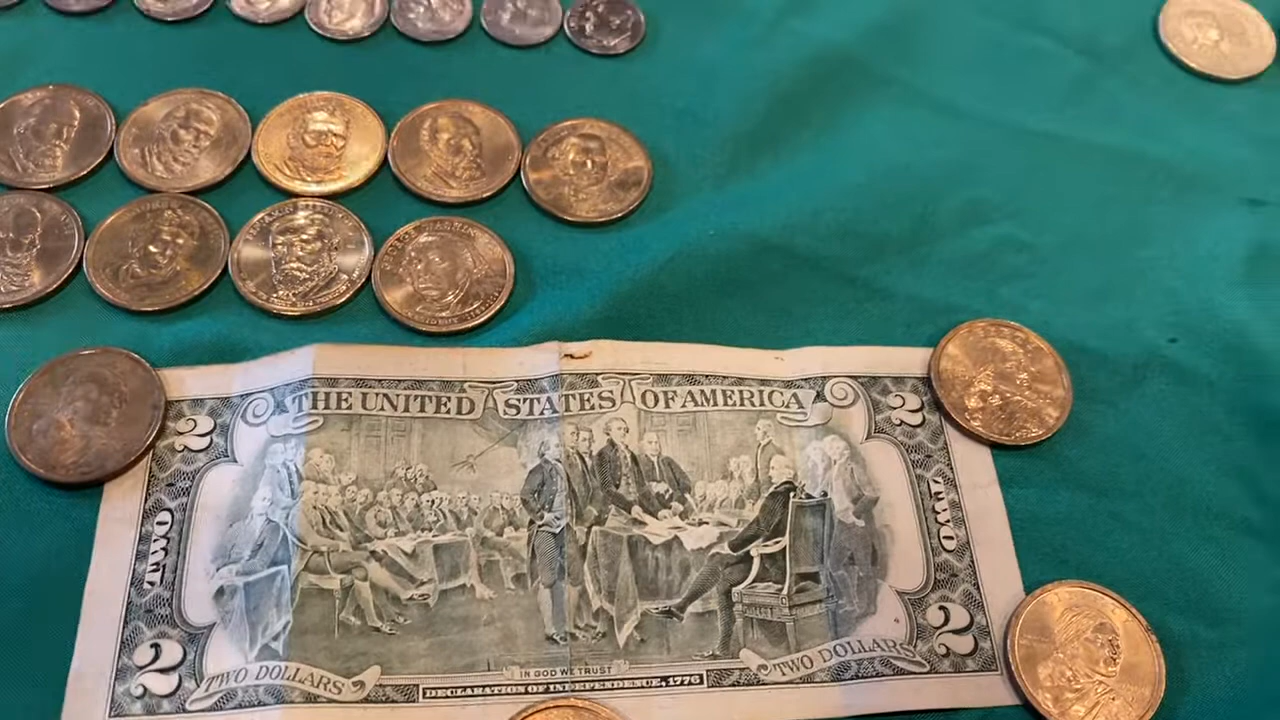 THE UNITED STATES OF AMERICA
2 2
TWO TWO
2 2
TWO DOLLARS IN GOD WE TRUST TWO DOLLARS
DECLARATION OF INDEPENDENCE, 1776